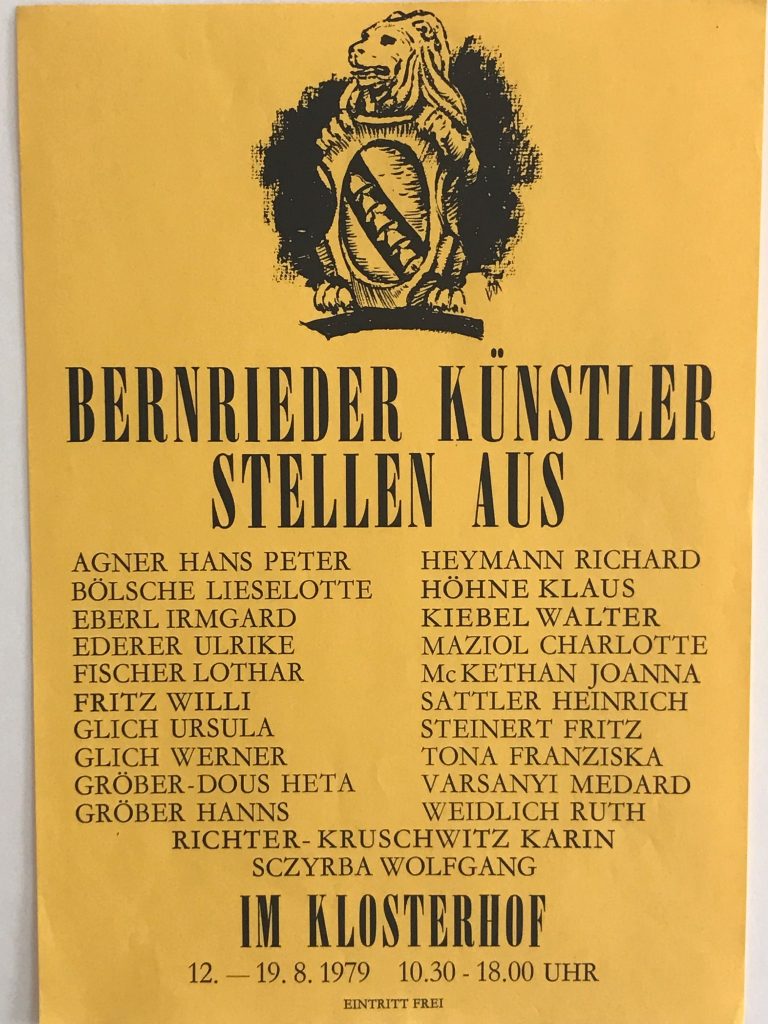 BERNRIEDER KÜNSTLER
STELLEN AUS
AGNER HANS PETER
BÖLSCHE LIESELOTTE
EBERL IRMGARD
EDERER ULRIKE
FISCHER LOTHAR
FRITZ WILLI
GLICH URSULA
GLICH WERNER
GRÖBER-DOUS HETA
GRÖBER HANNS
HEYMANN RICHARD
HÖHNE KLAUS
KIEBEL WALTER
MAZIOL CHARLOTTE
McKETHAN JOANNA
SATTLER HEINRICH
STEINERT FRITZ
TONA FRANZISKA
VARSANYI MEDARD
WEIDLICH RUTH
RICHTER-KRUSCHWITZ KARIN
SCZYRBA WOLFGANG
IM KLOSTERHOF
12. — 19. 8. 1979 10.30 - 18.00 UHR
EINTRITT FREI